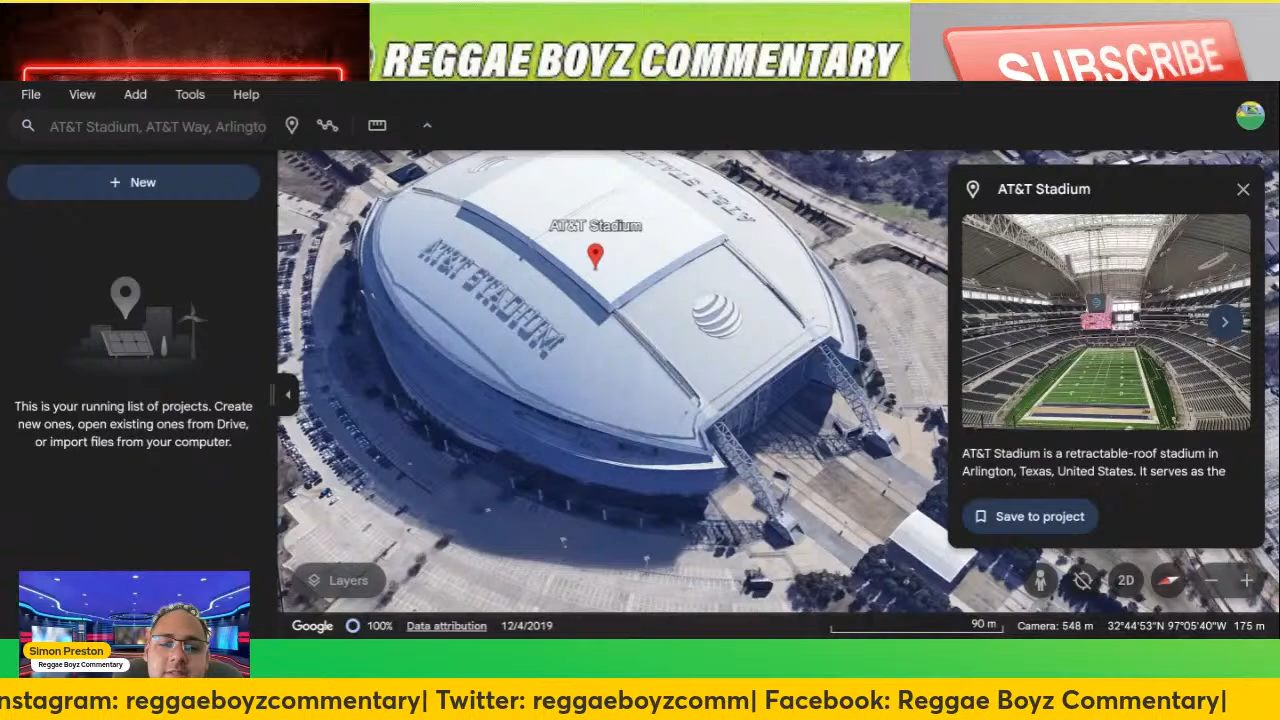 REGGAE BOYZ COMMENTARY
SUBSCRIBE
File View Add Tools Help
AT&T Stadium, AT&T Way, Arlingto
New
AT&T Stadium
AT&T STADIUM
AT&T STADIUM
AT&T Stadium
This is your running list of projects. Create
new ones, open existing ones from Drive,
or import files from your computer.
AT&T Stadium is a retractable-roof stadium in
Arlington, Texas, United States. It serves as the
Save to project
Layers
2D
Google 100% Data attribution 12/4/2019 90 m Camera: 548 m 32°44'53"N 97°05'40"W 175 m
Simon Preston
Reggae Boyz Commentary
nstagram: reggaeboyzcommentary| Twitter: reggaeboyzcomm| Facebook: Reggae Boyz Commentary|